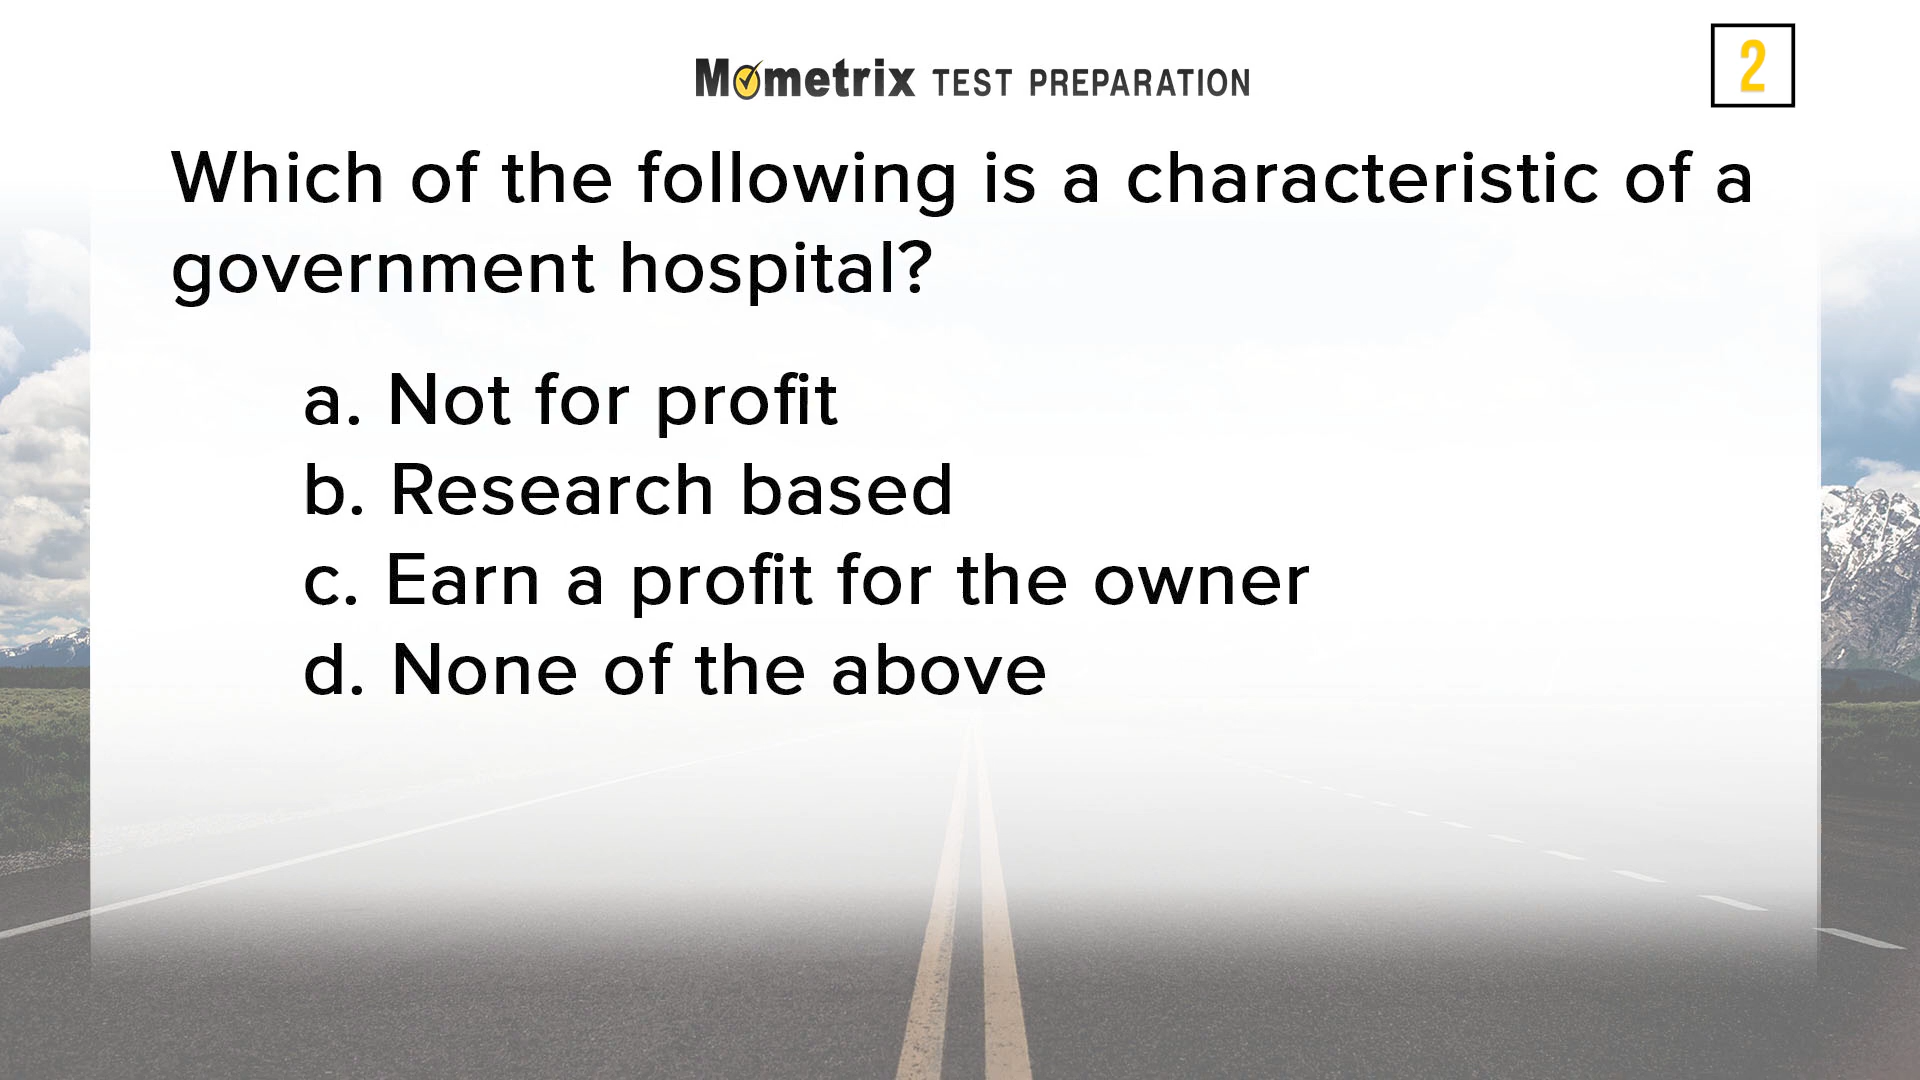 Mometrix TEST PREPARATION
2
Which of the following is a characteristic of a
government hospital?
a. Not for profit
b. Research based
c. Earn a profit for the owner
d. None of the above